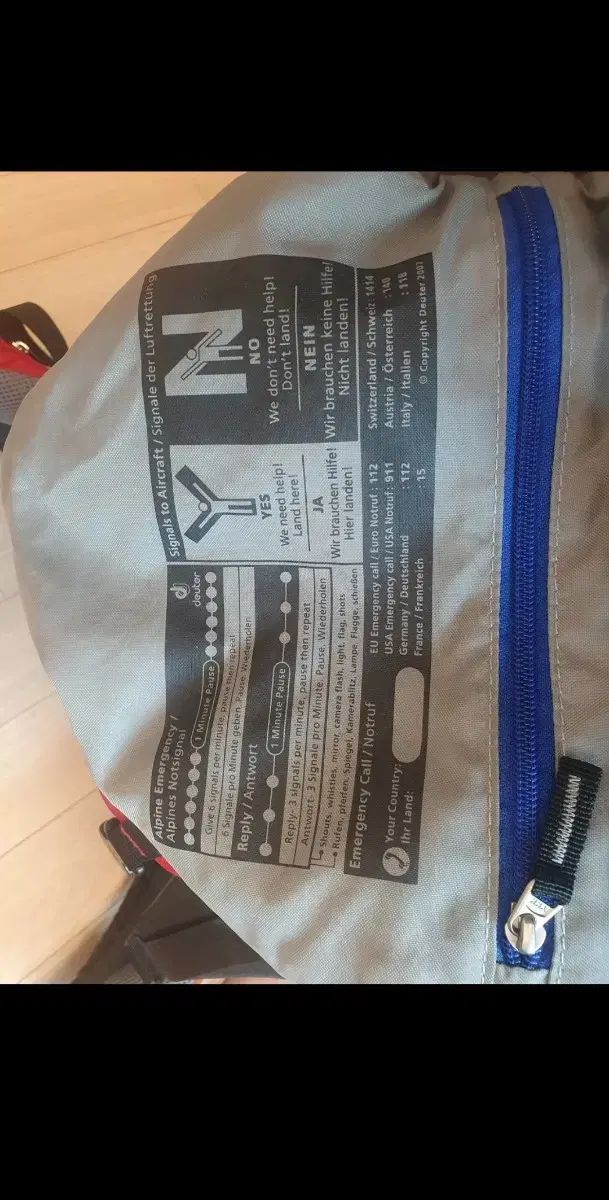 Alpine Emergency /
Alpines Notsignal
deuter
1 Minute Pause
Give 6 signals per minute, pause then repeat
6 Signale pro Minute geben. Pause. Wiederholen
Reply / Antwort
1 Minute Pause
Reply- 3 signals per minute, pause then repeat
Antwort- 3 Signale pro Minute. Pause. Wiederholen
Shouts, whistles, mirror, camera flash, light, flag, shots
Rufen, pfeifen, Spiegel, Kamerablitz, Lampe, Flagge, schießen
Signals to Aircraft / Signale der Luftrettung
Y
YES
We need help!
Land here!
JA
Wir brauchen Hilfe!
Hier landen!
N
NO
We don't need help!
Don't land!
NEIN
Wir brauchen keine Hilfe!
Nicht landen!
Emergency Call / Notruf
Your Country:
Ihr Land:
EU Emergency call / Euro Notruf : 112
USA Emergency call / USA Notruf : 911
Germany / Deutschland : 112
France / Frankreich : 15
Switzerland / Schweiz : 1414
Austria / Österreich : 140
Italy / Italien : 118
© Copyright Deuter 2007